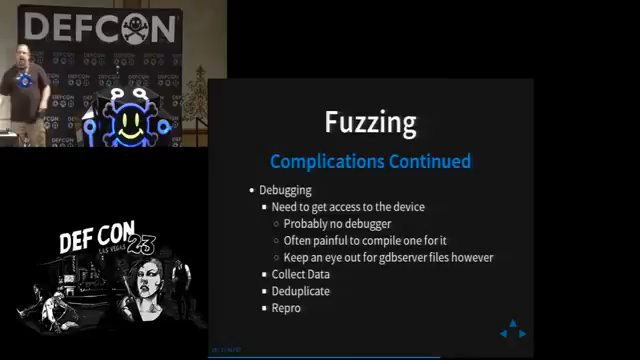 DEFCON
DEF CON
LAS VEGAS 23
Fuzzing
Complications Continued
Debugging
Need to get access to the device
Probably no debugger
Often painful to compile one for it
Keep an eye out for gdbserver files however
Collect Data
Deduplicate
Repro